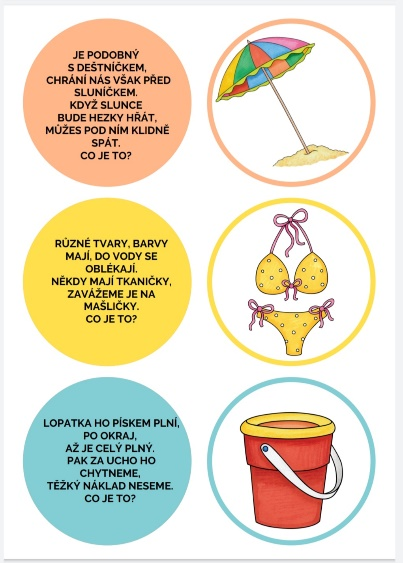 JE PODOBNÝ
S DEŠTNÍČKEM,
CHRÁNÍ NÁS VŠAK PŘED
SLUNÍČKEM.
KDYŽ SLUNCE
BUDE HEZKY HŘÁT,
MŮŽES POD NÍM KLIDNĚ
SPÁT.
CO JE TO?
RŮZNÉ TVARY, BARVY
MAJÍ, DO VODY SE
OBLÉKAJÍ.
NĚKDY MAJÍ TKANIČKY,
ZAVÁŽEME JE NA
MAŠLIČKY.
CO JE TO?
LOPATKA HO PÍSKEM PLNÍ,
PO OKRAJ,
AŽ JE CELÝ PLNÝ.
PAK ZA UCHO HO
CHYTNEME,
TĚŽKÝ NÁKLAD NESEME.
CO JE TO?